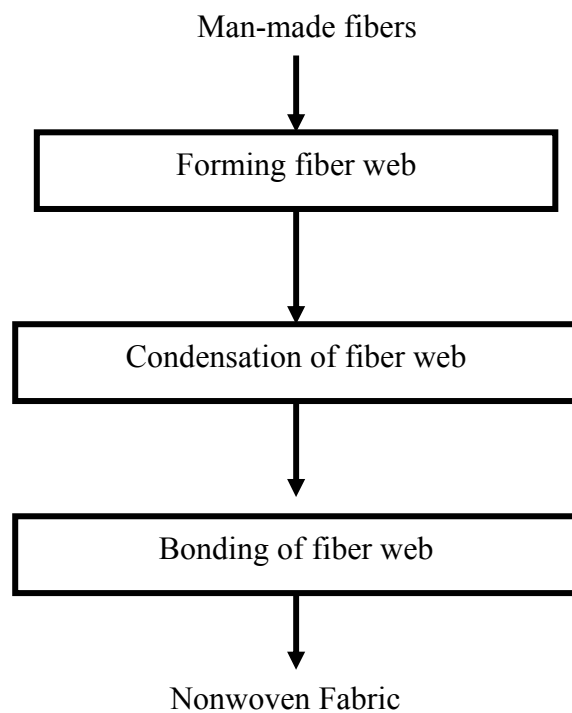 Man-made fibers
Forming fiber web
Condensation of fiber web
Bonding of fiber web
Nonwoven Fabric